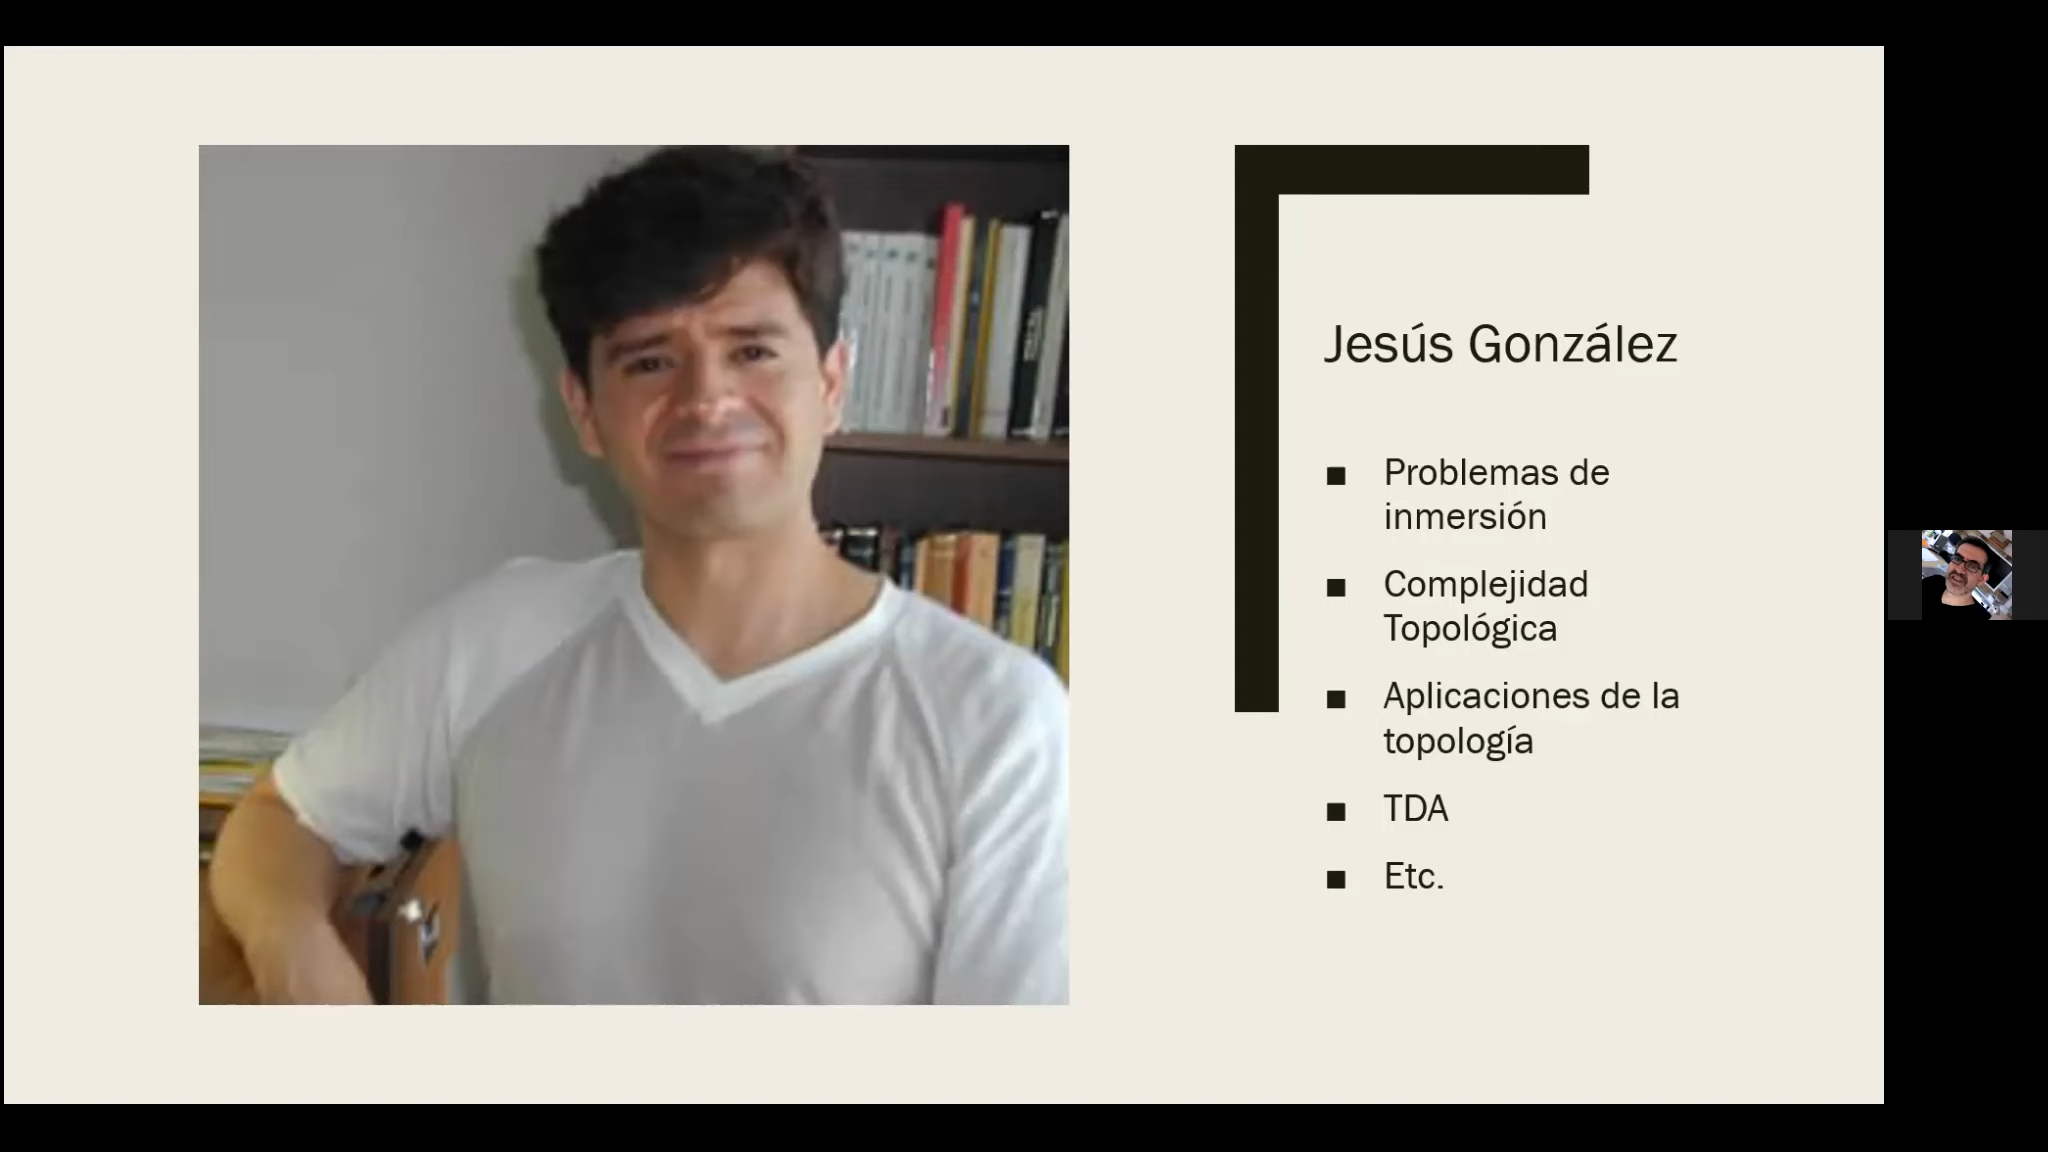 Jesús González
■ Problemas de
inmersión
■ Complejidad
Topológica
■ Aplicaciones de la
topología
■ TDA
■ Etc.